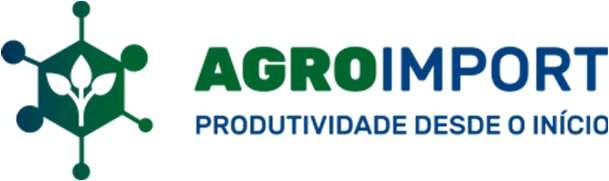 AGROIMPORT
PRODUTIVIDADE DESDE O INÍCIO